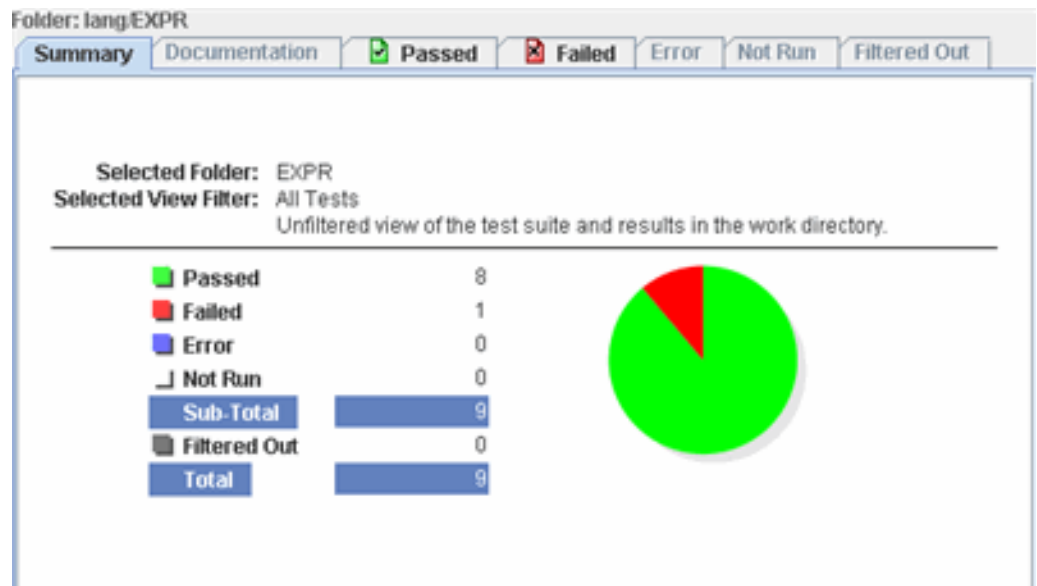 Folder: lang/EXPR
Summary Documentation Passed Failed Error Not Run Filtered Out
Selected Folder: EXPR
Selected View Filter: All Tests
Unfiltered view of the test suite and results in the work directory.
Passed 8
Failed 1
Error 0
Not Run 0
Sub-Total 9
Filtered Out 0
Total 9